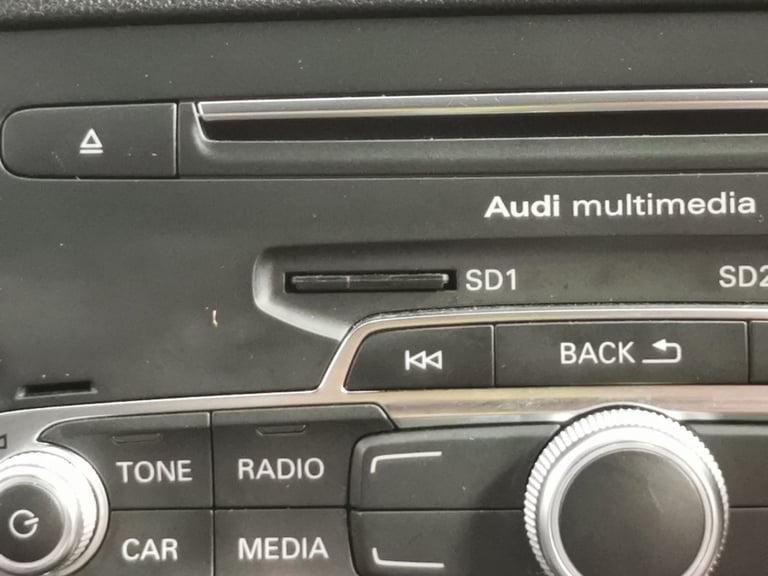 Audi multimedia
SD1
SD2
BACK
TONE
RADIO
CAR
MEDIA